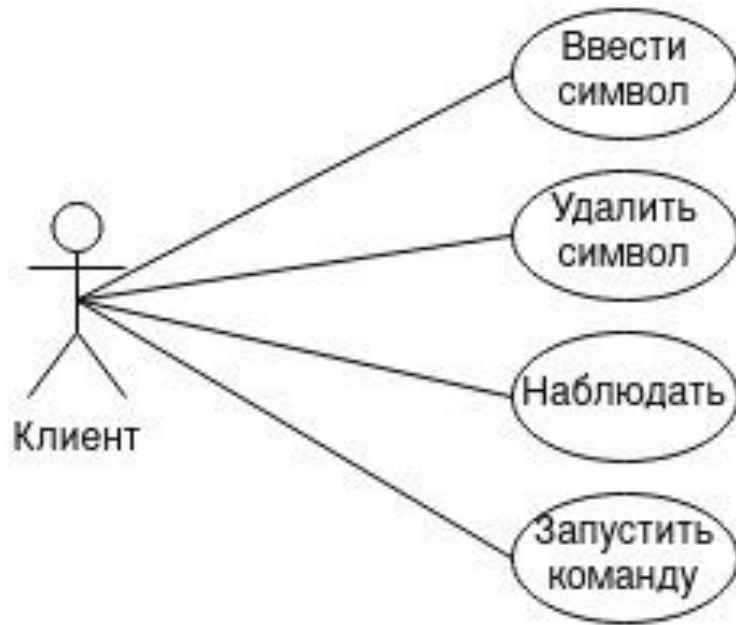 Ввести
символ
Удалить
символ
Наблюдать
Клиент
Запустить
команду